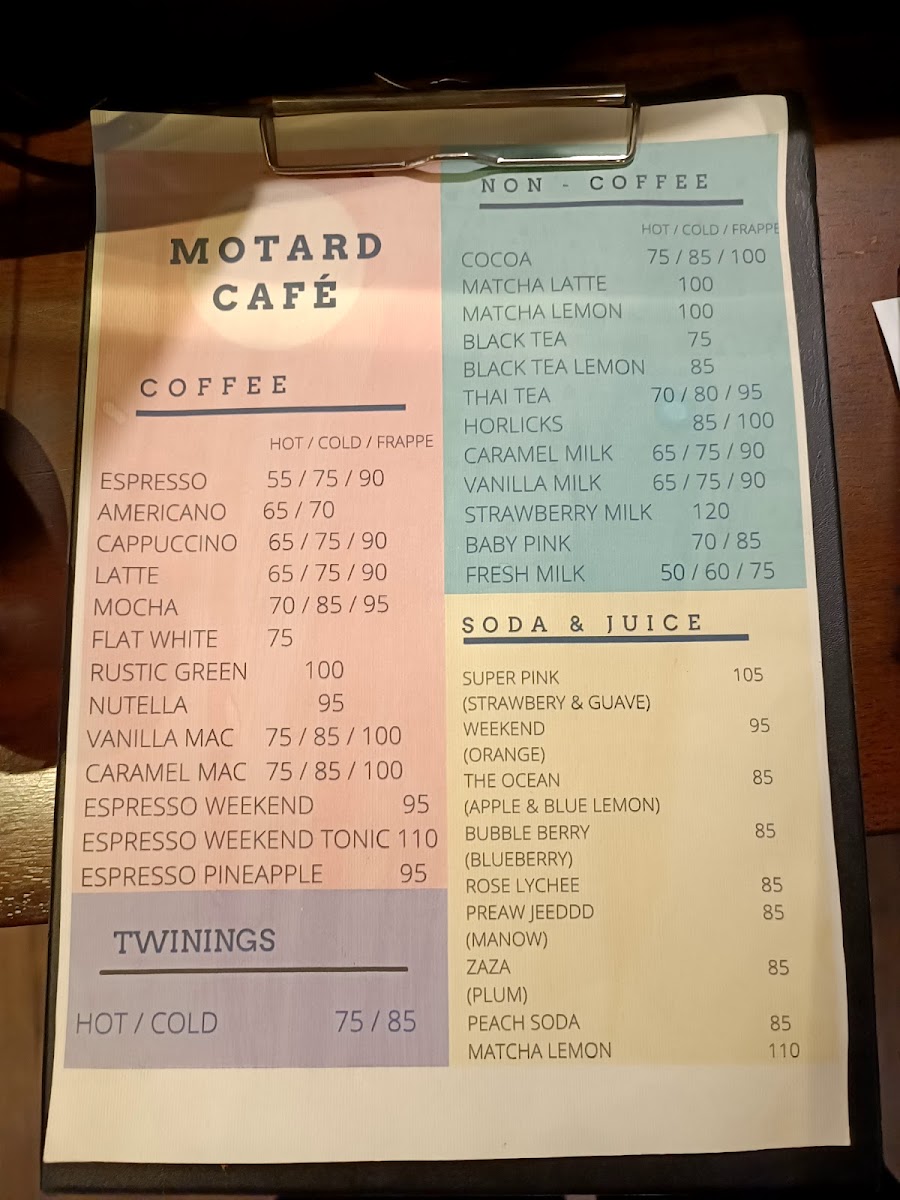 MOTARD
CAFÉ
COFFEE
HOT / COLD / FRAPPE
ESPRESSO 55 / 75 / 90
AMERICANO 65 / 70
CAPPUCCINO 65 / 75 / 90
LATTE 65 / 75 / 90
MOCHA 70 / 85 / 95
FLAT WHITE 75
RUSTIC GREEN 100
NUTELLA 95
VANILLA MAC 75 / 85 / 100
CARAMEL MAC 75 / 85 / 100
ESPRESSO WEEKEND 95
ESPRESSO WEEKEND TONIC 110
ESPRESSO PINEAPPLE 95
TWININGS
HOT / COLD 75 / 85
NON - COFFEE
HOT / COLD / FRAPPE
COCOA 75 / 85 / 100
MATCHA LATTE 100
MATCHA LEMON 100
BLACK TEA 75
BLACK TEA LEMON 85
THAI TEA 70 / 80 / 95
HORLICKS 85 / 100
CARAMEL MILK 65 / 75 / 90
VANILLA MILK 65 / 75 / 90
STRAWBERRY MILK 120
BABY PINK 70 / 85
FRESH MILK 50 / 60 / 75
SODA & JUICE
SUPER PINK 105
(STRAWBERY & GUAVE)
WEEKEND 95
(ORANGE)
THE OCEAN 85
(APPLE & BLUE LEMON)
BUBBLE BERRY 85
(BLUEBERRY)
ROSE LYCHEE 85
PREAW JEEDDD 85
(MANOW)
ZAZA 85
(PLUM)
PEACH SODA 85
MATCHA LEMON 110